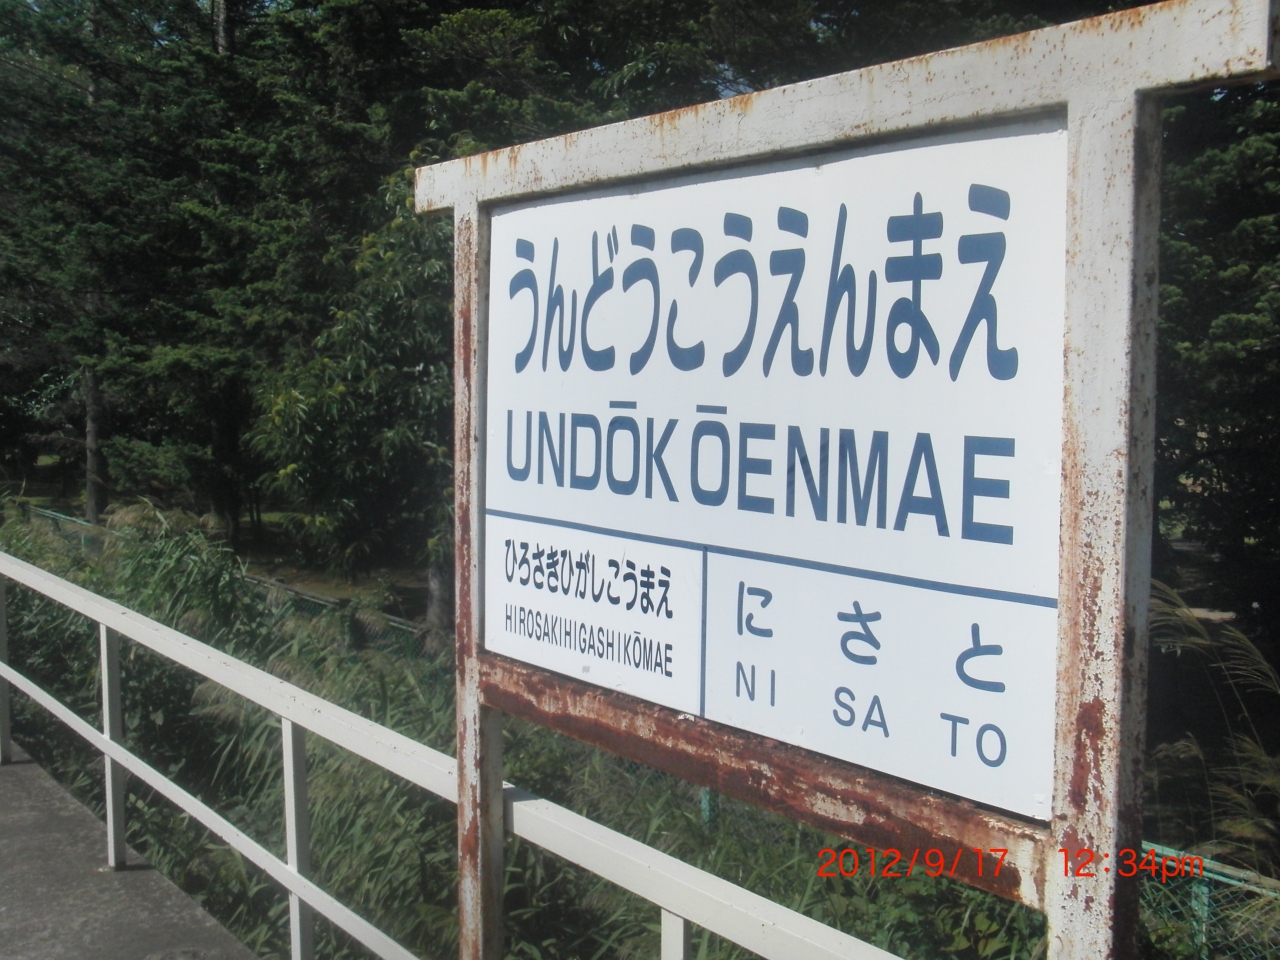 うんどうこうえんまえ
UNDŌKŌENMAE
ひろさきひがしこうまえ
HIROSAKIHIGASHIKŌMAE
にさと
NI SA TO
2012/9/17 12:34pm